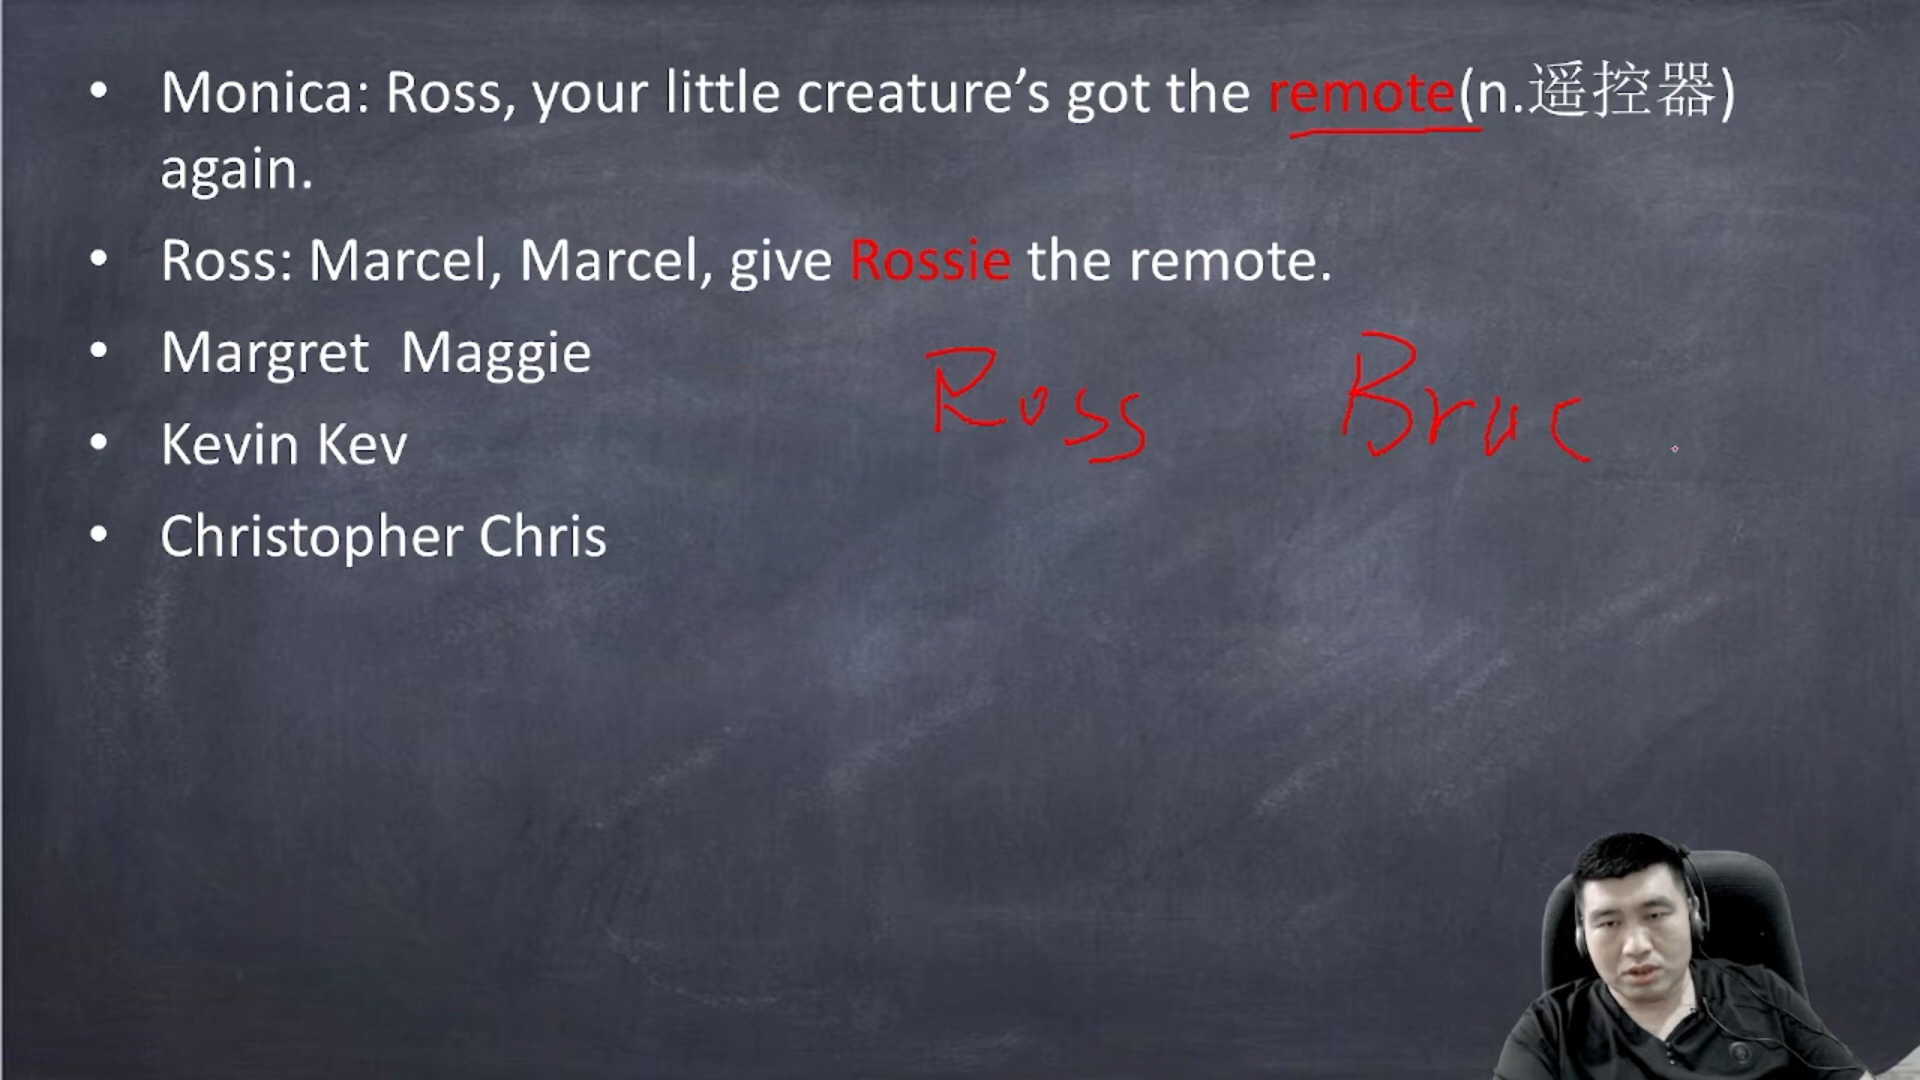 • Monica: Ross, your little creature’s got the remote(n.遥控器)
again.
• Ross: Marcel, Marcel, give Rossie the remote.
• Margret  Maggie
• Kevin Kev
• Christopher Chris
Ross Bruc